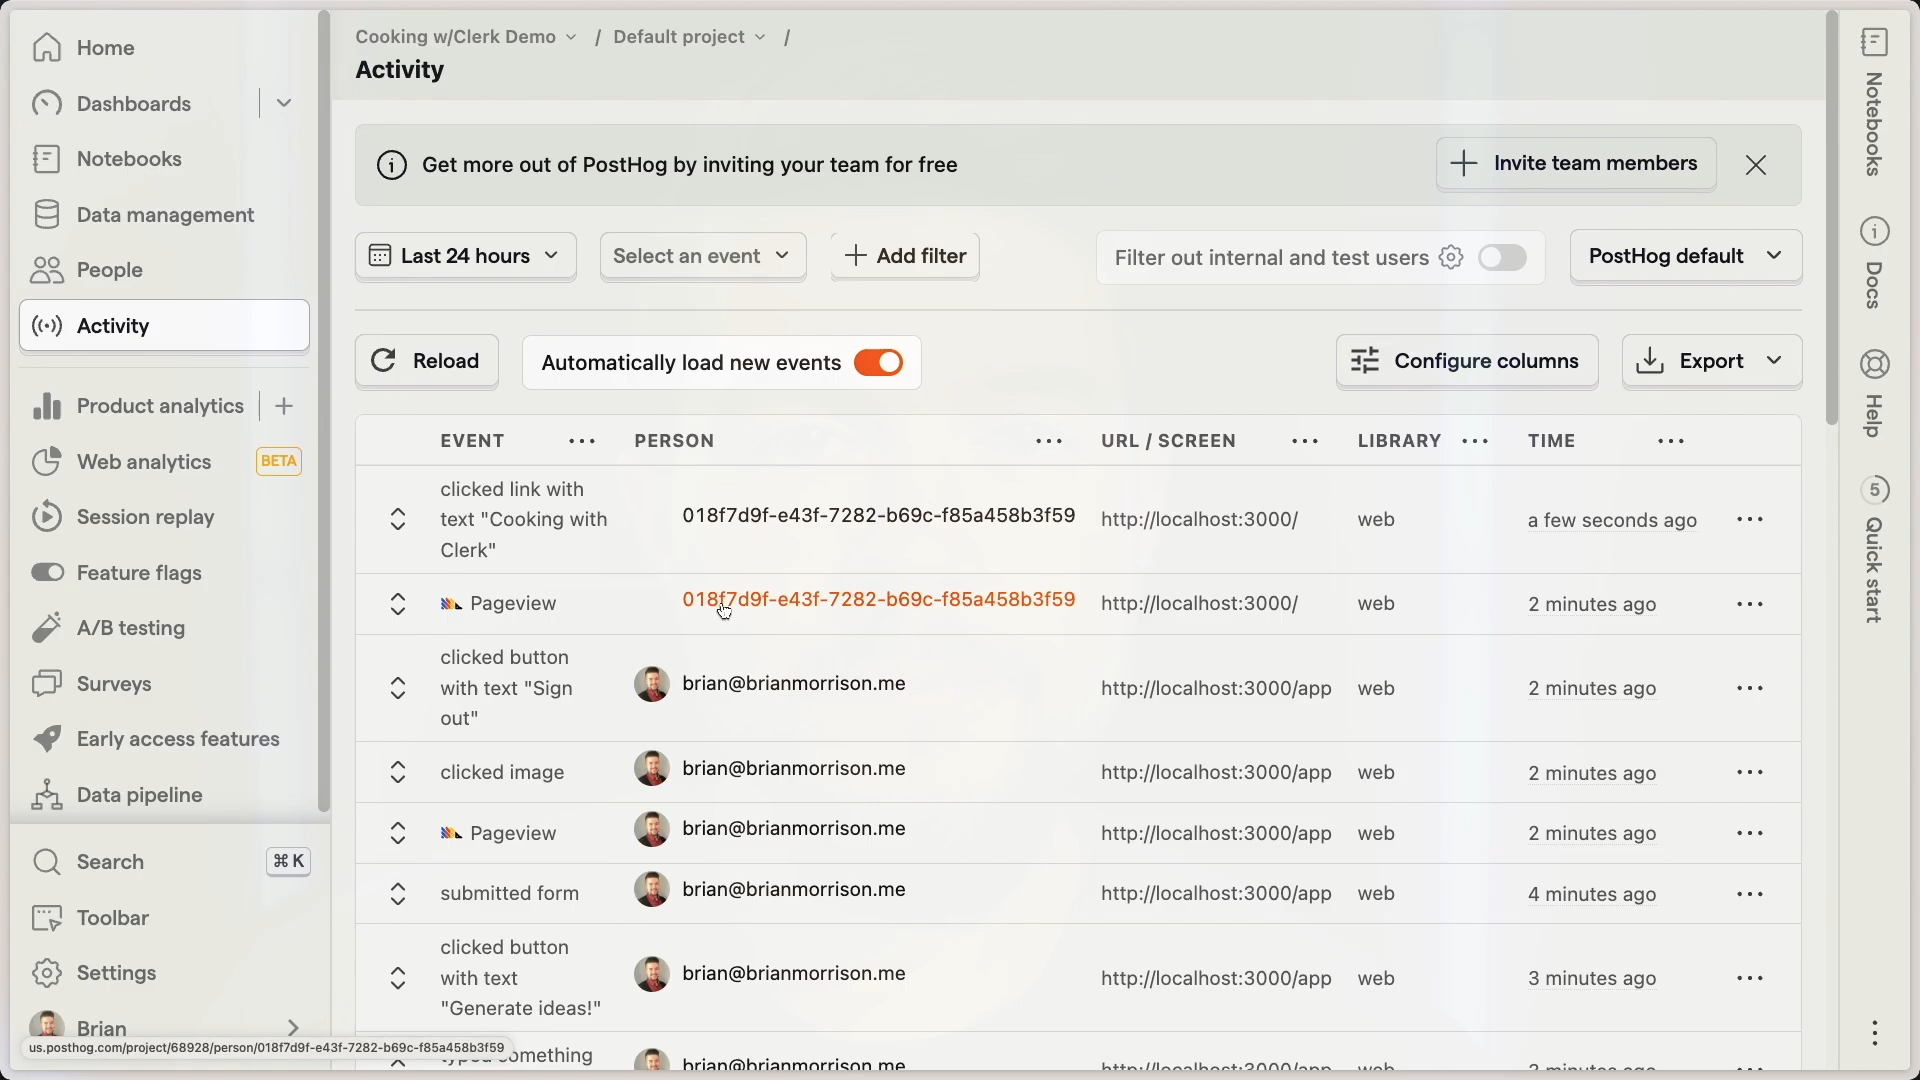 Home
Dashboards
Notebooks
Data management
People
Activity
Product analytics
Web analytics BETA
Session replay
Feature flags
A/B testing
Surveys
Early access features
Data pipeline
Search ⌘ K
Toolbar
Settings
Brian
us.posthog.com/project/68928/person/018f7d9f-e43f-7282-b69c-f85a458b3f59
Cooking w/Clerk Demo / Default project /
Activity
Get more out of PostHog by inviting your team for free
Invite team members
Last 24 hours
Select an event
Add filter
Filter out internal and test users
PostHog default
Reload
Automatically load new events
Configure columns
Export
EVENT PERSON URL / SCREEN LIBRARY TIME
clicked link with
text "Cooking with
Clerk"
018f7d9f-e43f-7282-b69c-f85a458b3f59 http://localhost:3000/ web a few seconds ago
Pageview 018f7d9f-e43f-7282-b69c-f85a458b3f59 http://localhost:3000/ web 2 minutes ago
clicked button
with text "Sign
out"
brian@brianmorrison.me http://localhost:3000/app web 2 minutes ago
clicked image brian@brianmorrison.me http://localhost:3000/app web 2 minutes ago
Pageview brian@brianmorrison.me http://localhost:3000/app web 2 minutes ago
submitted form brian@brianmorrison.me http://localhost:3000/app web 4 minutes ago
clicked button
with text
"Generate ideas!"
brian@brianmorrison.me http://localhost:3000/app web 3 minutes ago
something brian@brianmorrison.me http://localhost:3000/app web
Notebooks
Docs
Help
5
Quick start